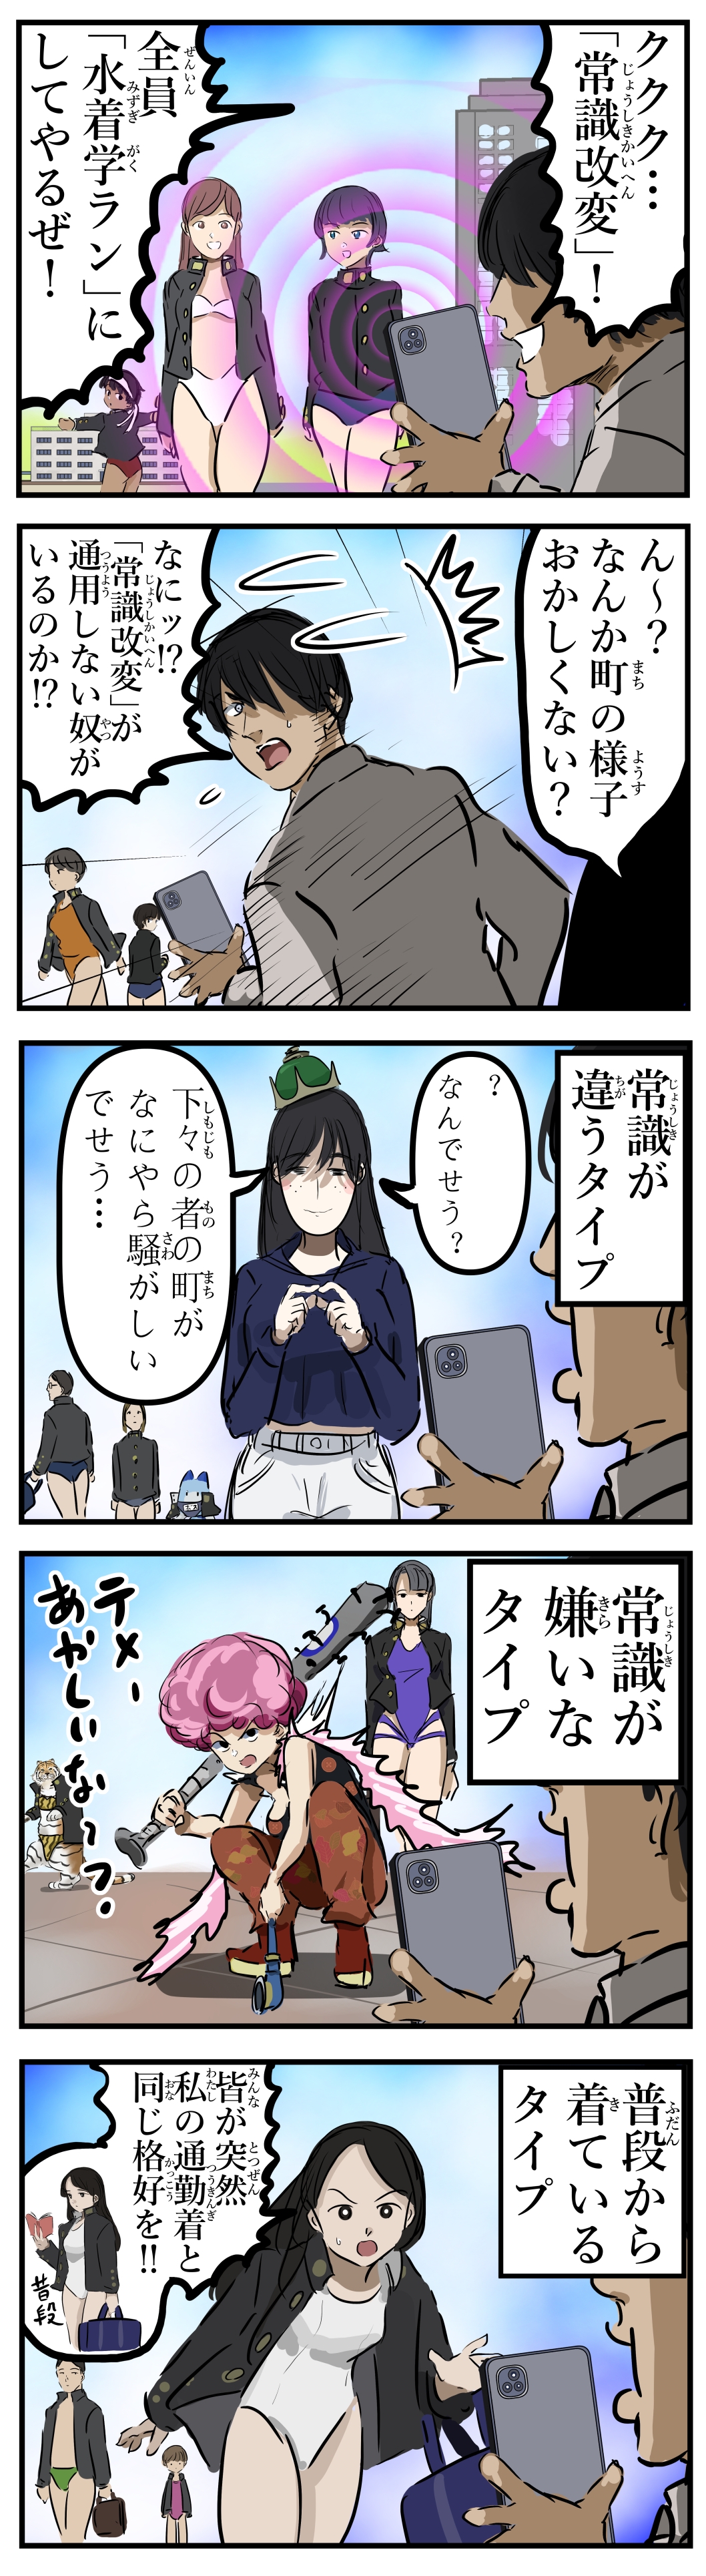 ククク…
「常識改変」！
全員
「水着学ラン」に
してやるぜ！
ん～？
なんか町の様子
おかしくない？
なにッ!?
「常識改変」が
通用しない奴が
いるのか!?
常識が
違うタイプ
？
なんでせう？
下々の者の町が
なにやら騒がしい
でせう…
常識が
嫌いな
タイプ
テメー
あやしいな～っ・
普段から
着ている
タイプ
皆が突然
私の通勤着と
同じ格好を!!
普段